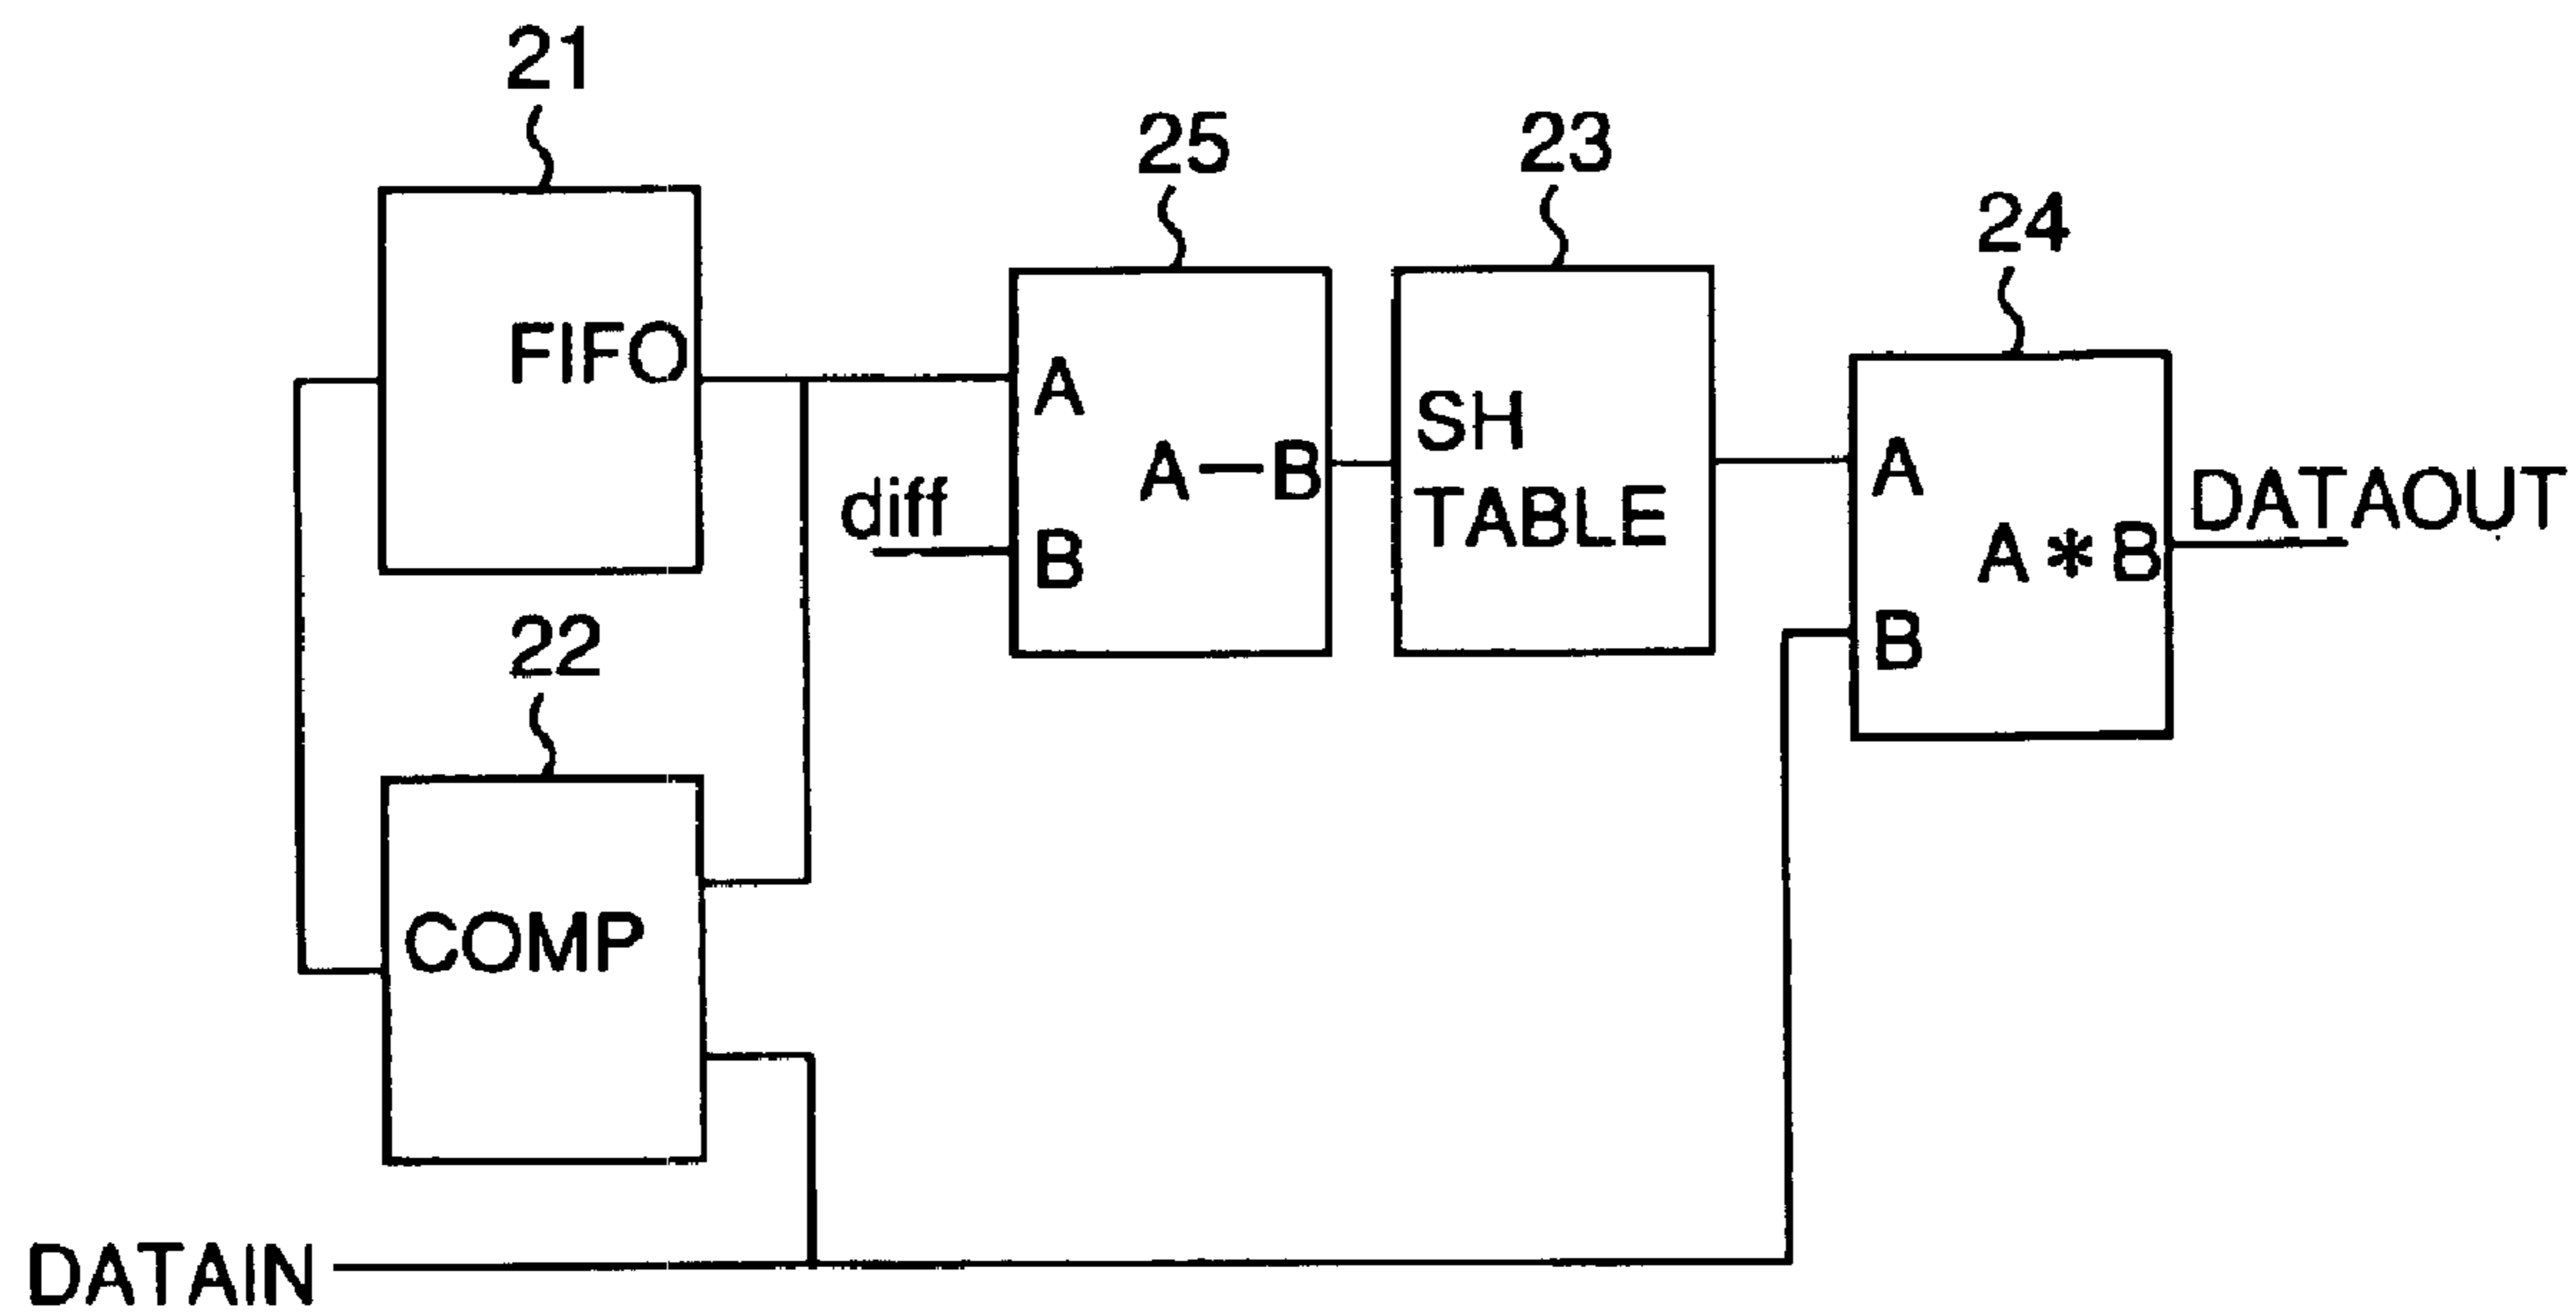 21
25
23
24
FIFO
A
diff
B
A-B
SH
TABLE
A
B
A*B
DATAOUT
22
COMP
DATAIN